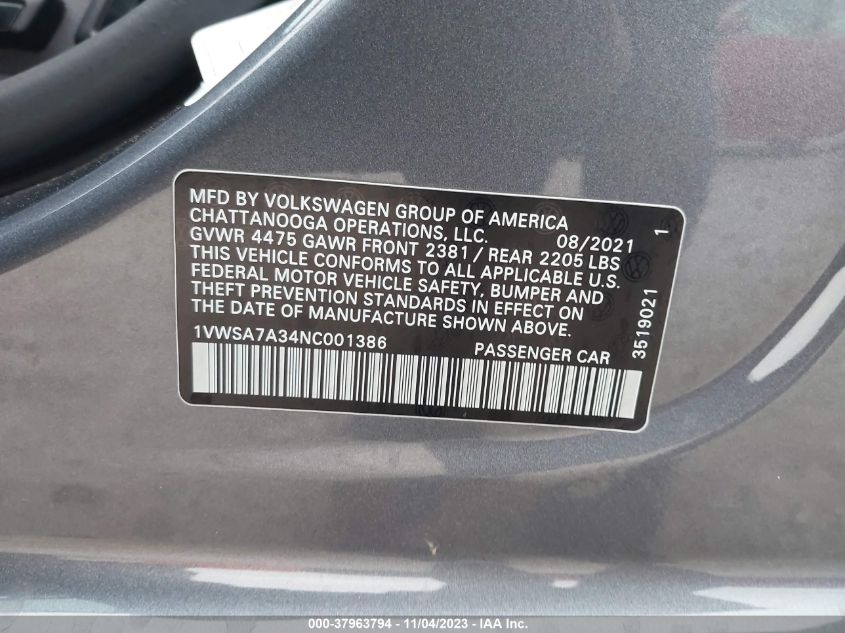 MFD BY VOLKSWAGEN GROUP OF AMERICA
CHATTANOOGA OPERATIONS, LLC. 08/2021 1
GVWR 4475 GAWR FRONT 2381 / REAR 2205 LBS
THIS VEHICLE CONFORMS TO ALL APPLICABLE U.S.
FEDERAL MOTOR VEHICLE SAFETY, BUMPER AND
THEFT PREVENTION STANDARDS IN EFFECT ON
THE DATE OF MANUFACTURE SHOWN ABOVE.
1VWSA7A34NC001386 PASSENGER CAR
3519021
000-37963794 - 11/04/2023 - IAA Inc.